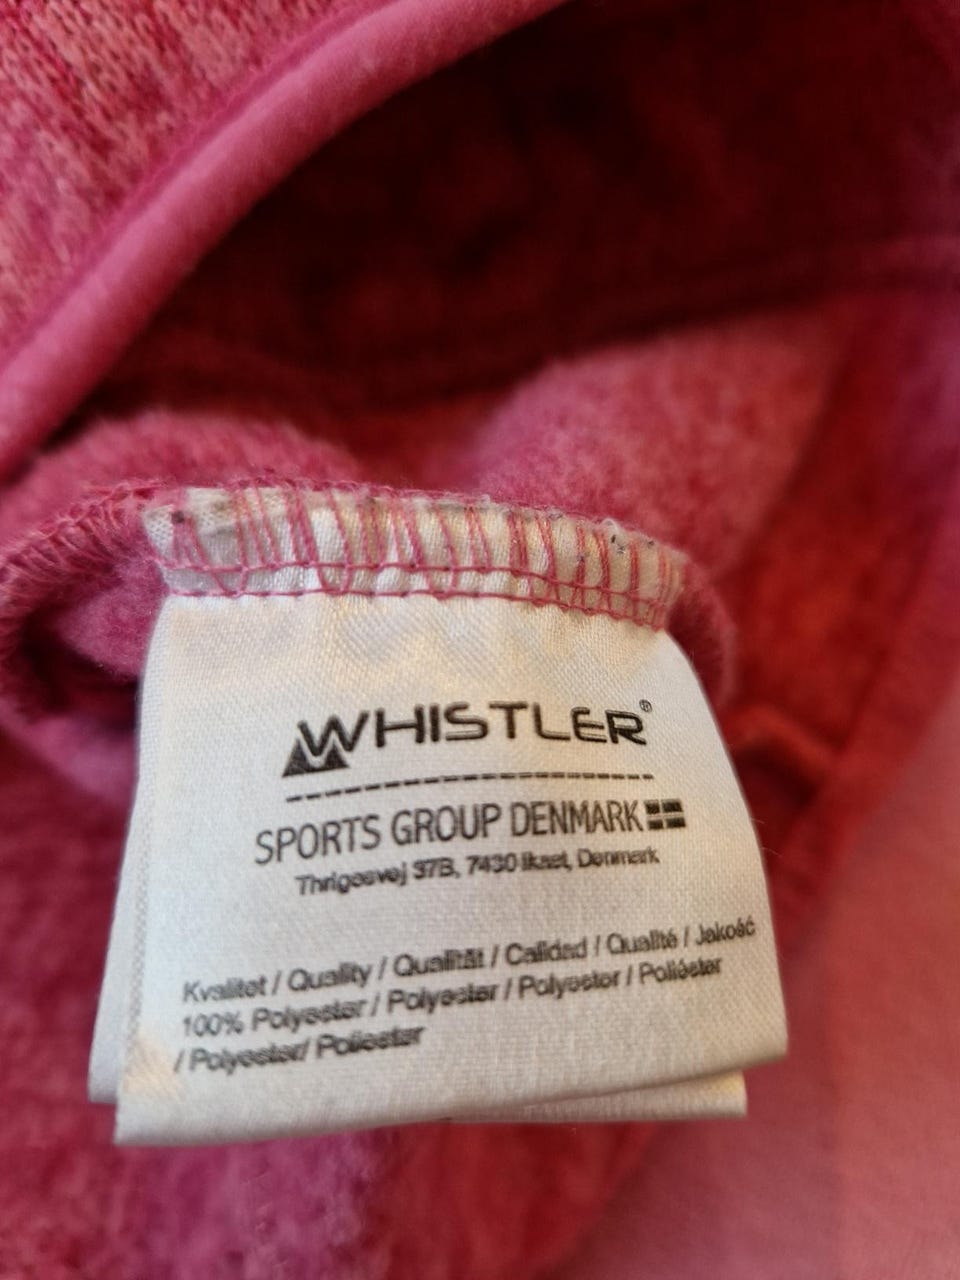 WHISTLER®
SPORTS GROUP DENMARK
Thrigesvej 37B, 7430 Ikast, Denmark
Kvalitet / Quality / Qualität / Calidad / Qualité / Jakość
100% Polyester / Polyester / Polyester / Poliéster
/ Polyester/ Poliester